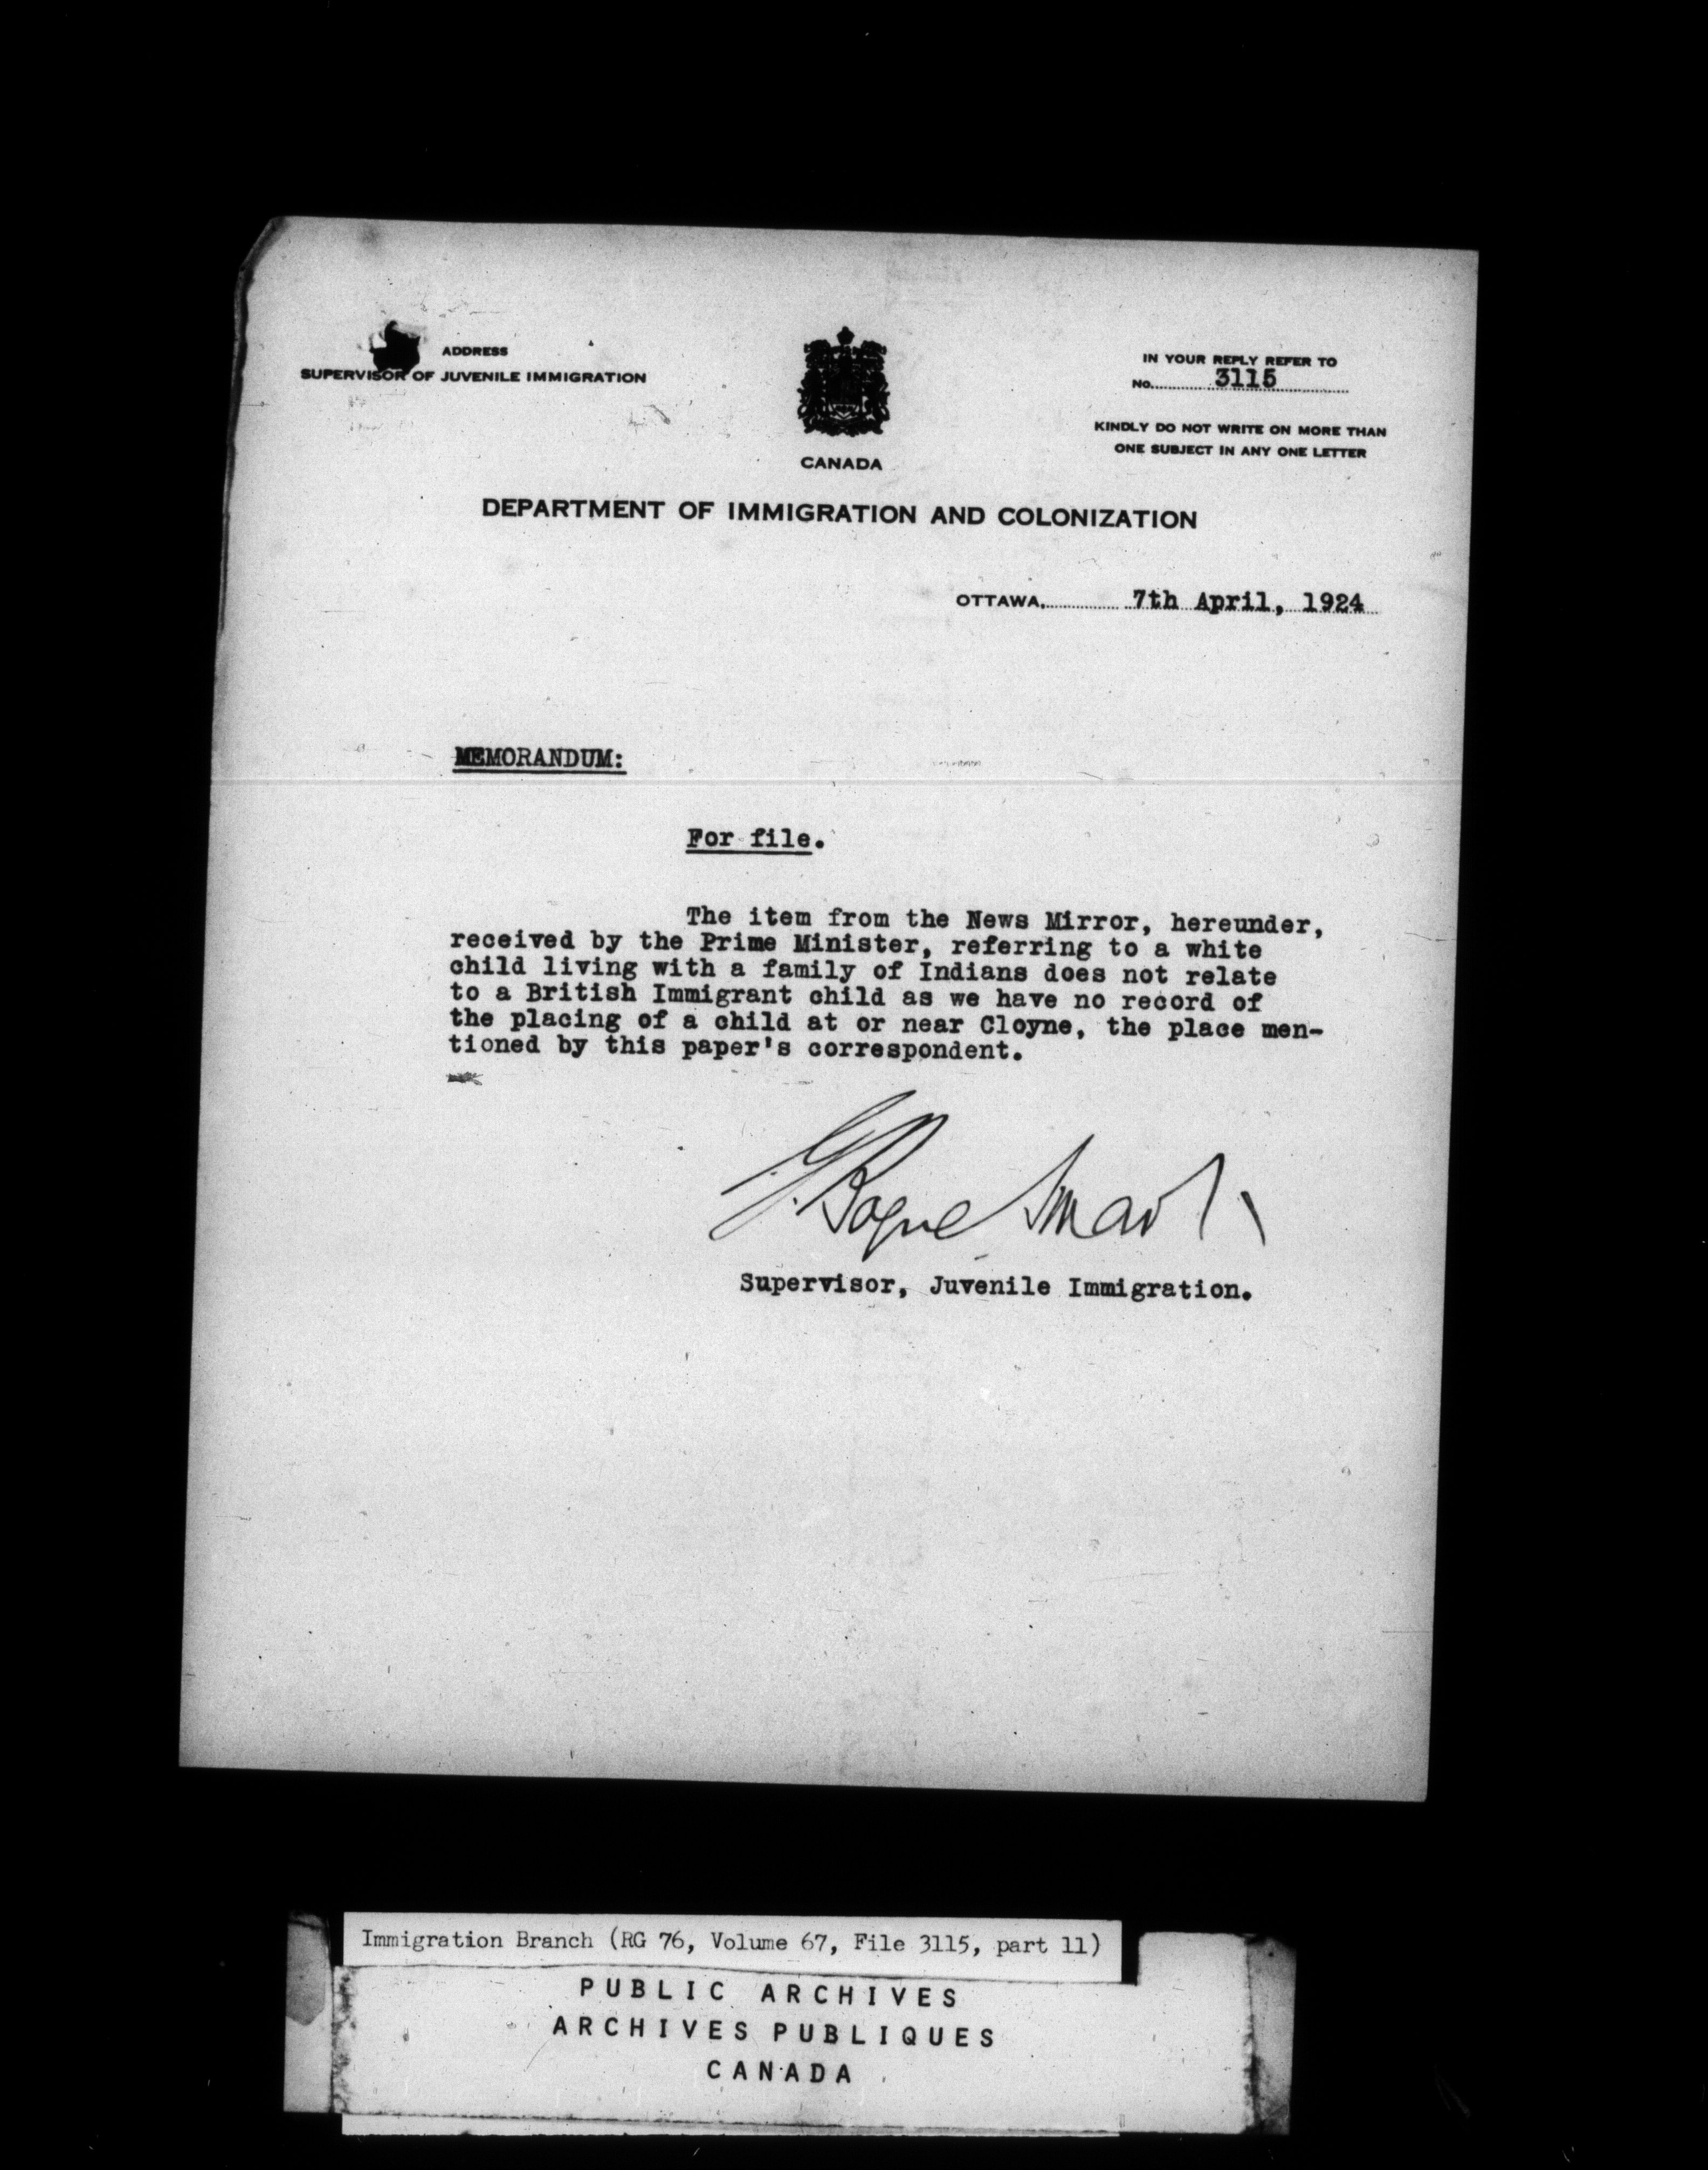 ADDRESS
SUPERVISOR OF JUVENILE IMMIGRATION
CANADA
IN YOUR REPLY REFER TO
No. 3115
KINDLY DO NOT WRITE ON MORE THAN
ONE SUBJECT IN ANY ONE LETTER
DEPARTMENT OF IMMIGRATION AND COLONIZATION
OTTAWA, 7th April, 1924
MEMORANDUM:
For file.
The item from the News Mirror, hereunder,
received by the Prime Minister, referring to a white
child living with a family of Indians does not relate
to a British Immigrant child as we have no record of
the placing of a child at or near Cloyne, the place men-
tioned by this paper's correspondent.
G. Bogue Smart
Supervisor, Juvenile Immigration.
Immigration Branch (RG 76, Volume 67, File 3115, part 11)
PUBLIC ARCHIVES
ARCHIVES PUBLIQUES
CANADA